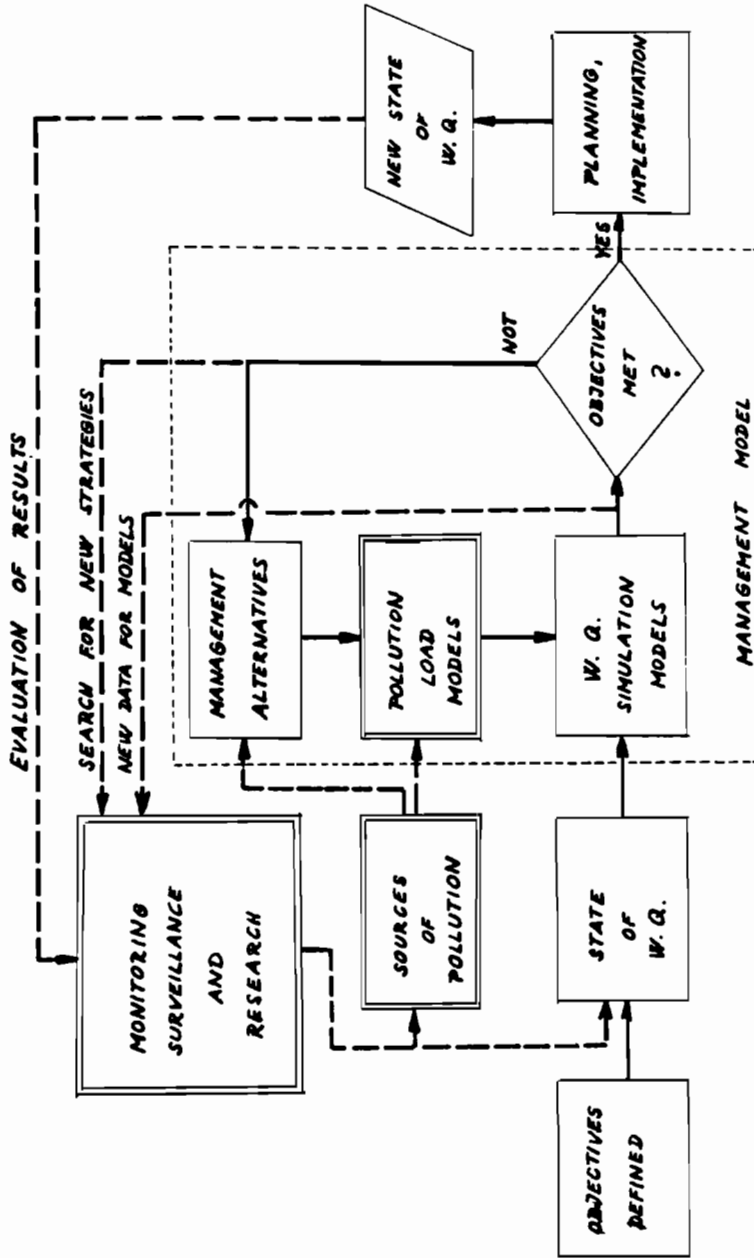 EVALUATION OF RESULTS
SEARCH FOR NEW STRATEGIES
NEW DATA FOR MODELS
MONITORING
SURVEILLANCE
AND
RESEARCH
MANAGEMENT
ALTERNATIVES
NOT
NEW STATE
OF
W.Q.
SOURCES
OF
POLLUTION
POLLUTION
LOAD
MODELS
OBJECTIVES
DEFINED
STATE
OF
W.Q.
W.Q.
SIMULATION
MODELS
OBJECTIVES
MET
?
YES
PLANNING,
IMPLEMENTATION
MANAGEMENT MODEL